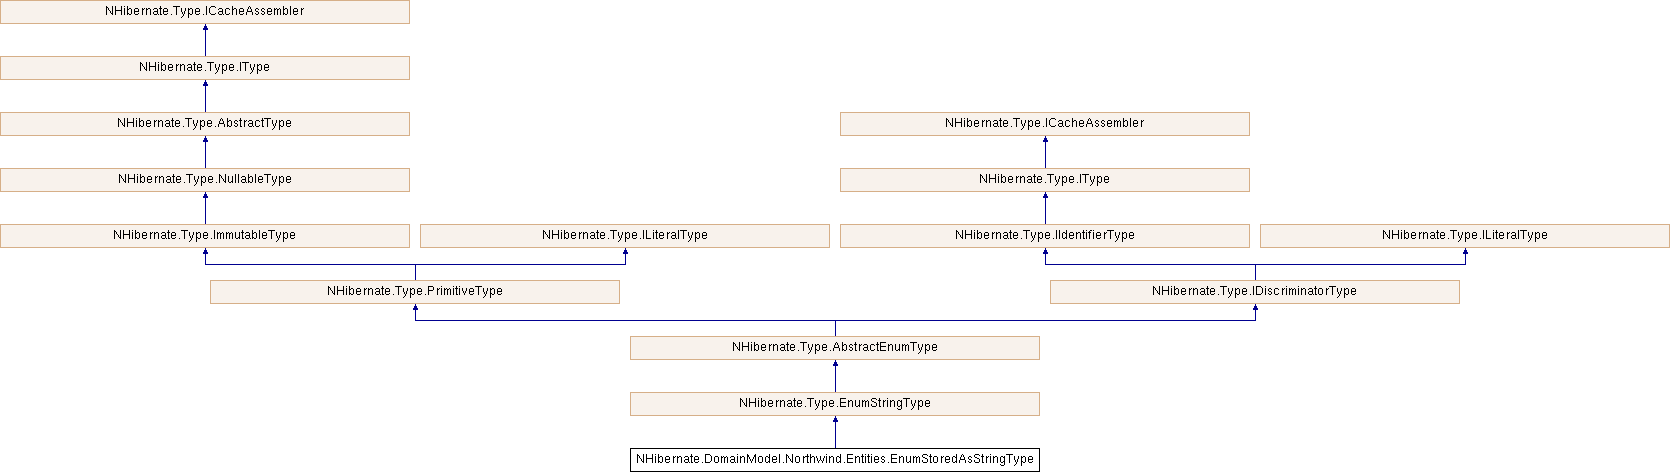 NHibernate.Type.ICacheAssembler
NHibernate.Type.IType
NHibernate.Type.AbstractType
NHibernate.Type.ICacheAssembler
NHibernate.Type.NullableType
NHibernate.Type.IType
NHibernate.Type.ImmutableType
NHibernate.Type.ILiteralType
NHibernate.Type.IIdentifierType
NHibernate.Type.ILiteralType
NHibernate.Type.PrimitiveType
NHibernate.Type.IDiscriminatorType
NHibernate.Type.AbstractEnumType
NHibernate.Type.EnumStringType
NHibernate.DomainModel.Northwind.Entities.EnumStoredAsStringType